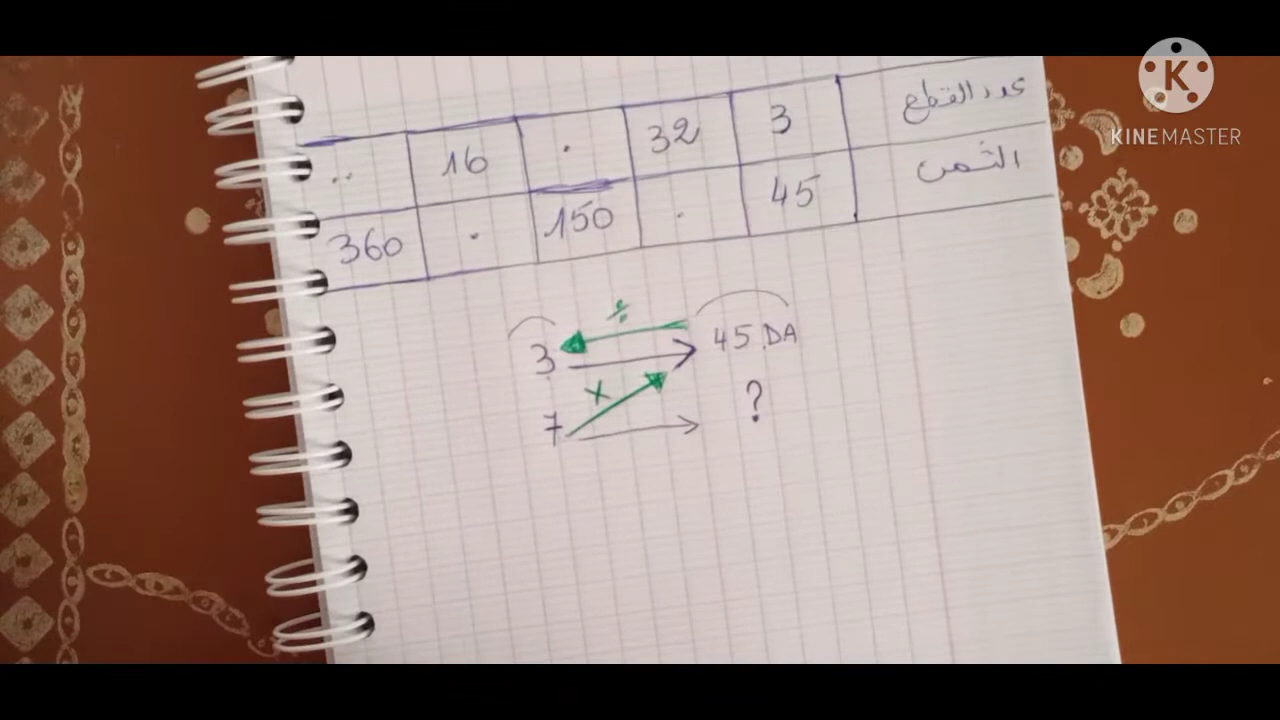 عدد القطع 3 32 . 16 ..
الثمن 45 . 150 . 360
÷
3 45 DA
x
7 ?
K
KINEMASTER